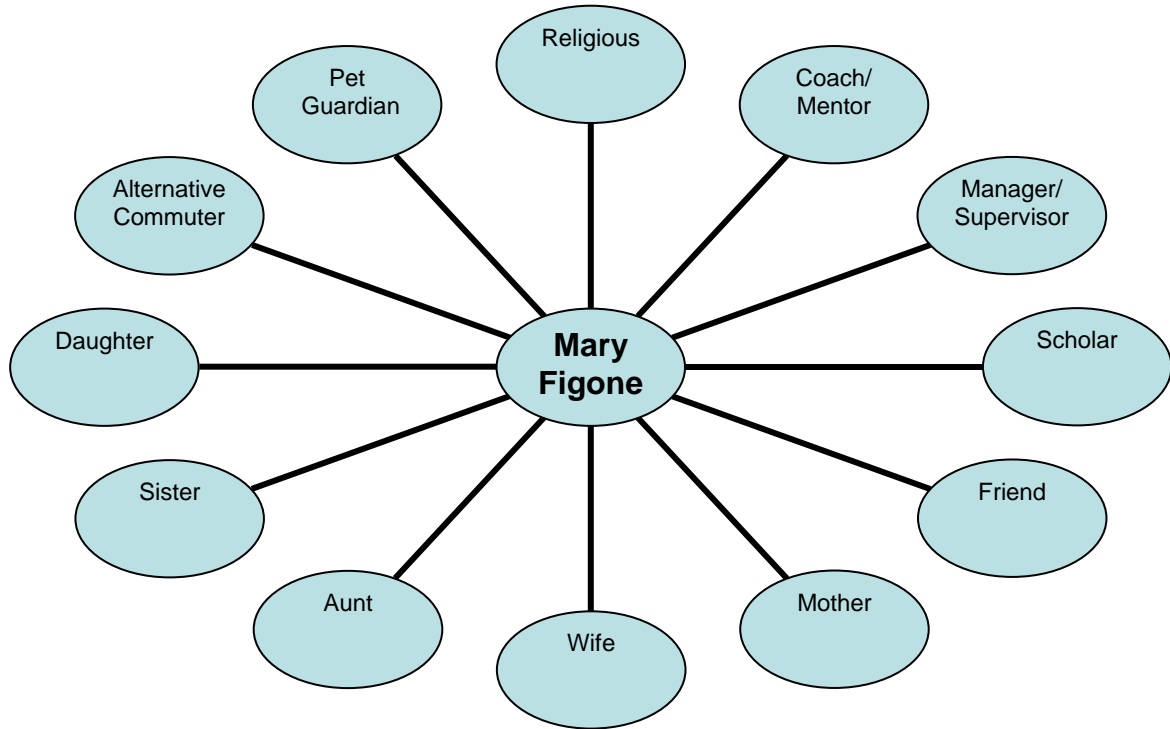 Religious
Pet
Guardian
Coach/
Mentor
Alternative
Commuter
Manager/
Supervisor
Daughter
Mary
Figone
Scholar
Sister
Friend
Aunt
Mother
Wife